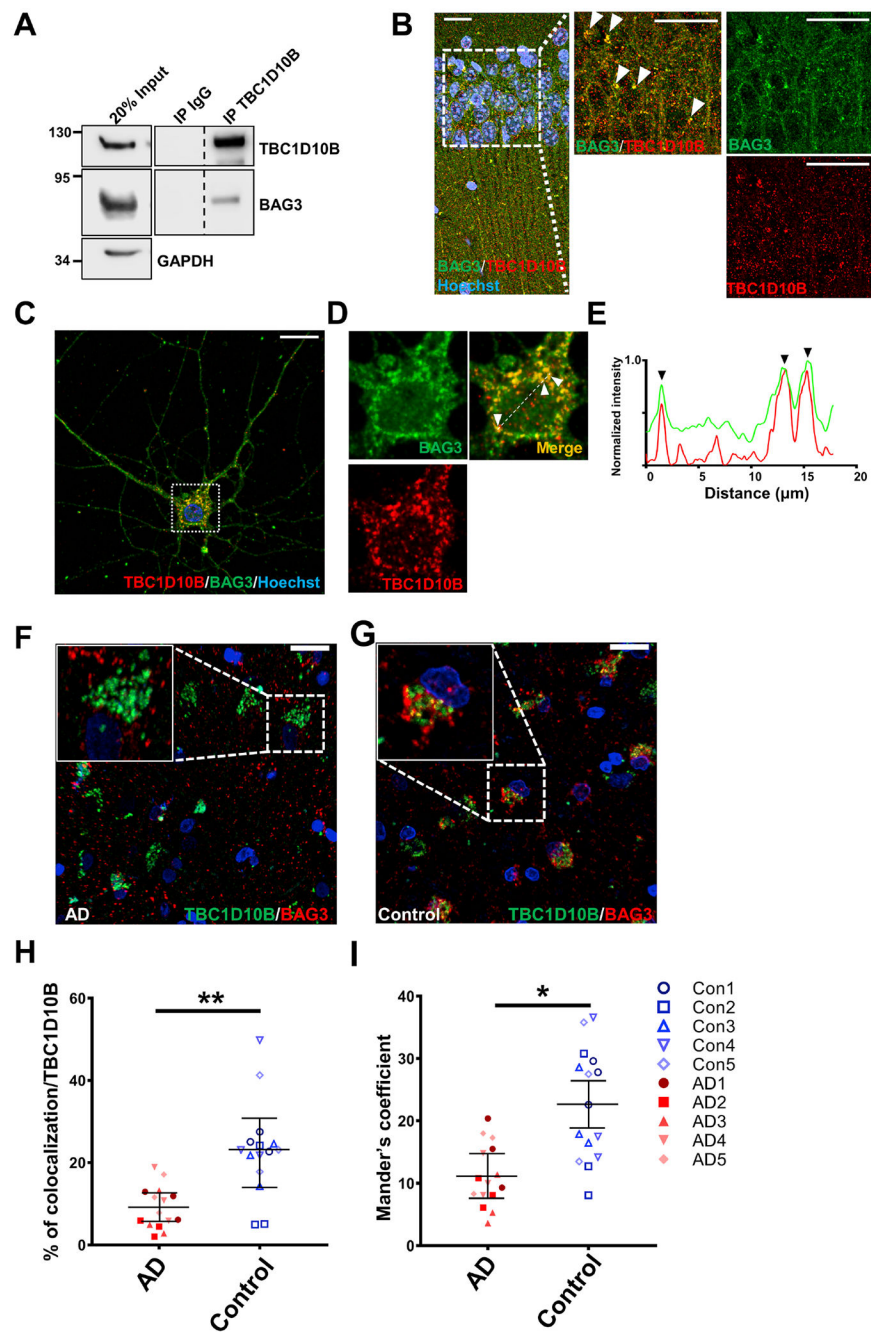 A
20% Input
IP IgG
IP TBC1D10B
130
TBC1D10B
95
BAG3
34
GAPDH
B
BAG3/TBC1D10B
Hoechst
BAG3/TBC1D10B
BAG3
TBC1D10B
C
TBC1D10B/BAG3/Hoechst
D
BAG3
Merge
TBC1D10B
E
1.0
Normalized intensity
0 5 10 15 20
Distance (µm)
F
AD
TBC1D10B/BAG3
G
Control
TBC1D10B/BAG3
H
% of colocalization/TBC1D10B
60
40
20
0
**
AD
Control
I
Mander's coefficient
40
30
20
10
0
*
AD
Control
Con1
Con2
Con3
Con4
Con5
AD1
AD2
AD3
AD4
AD5